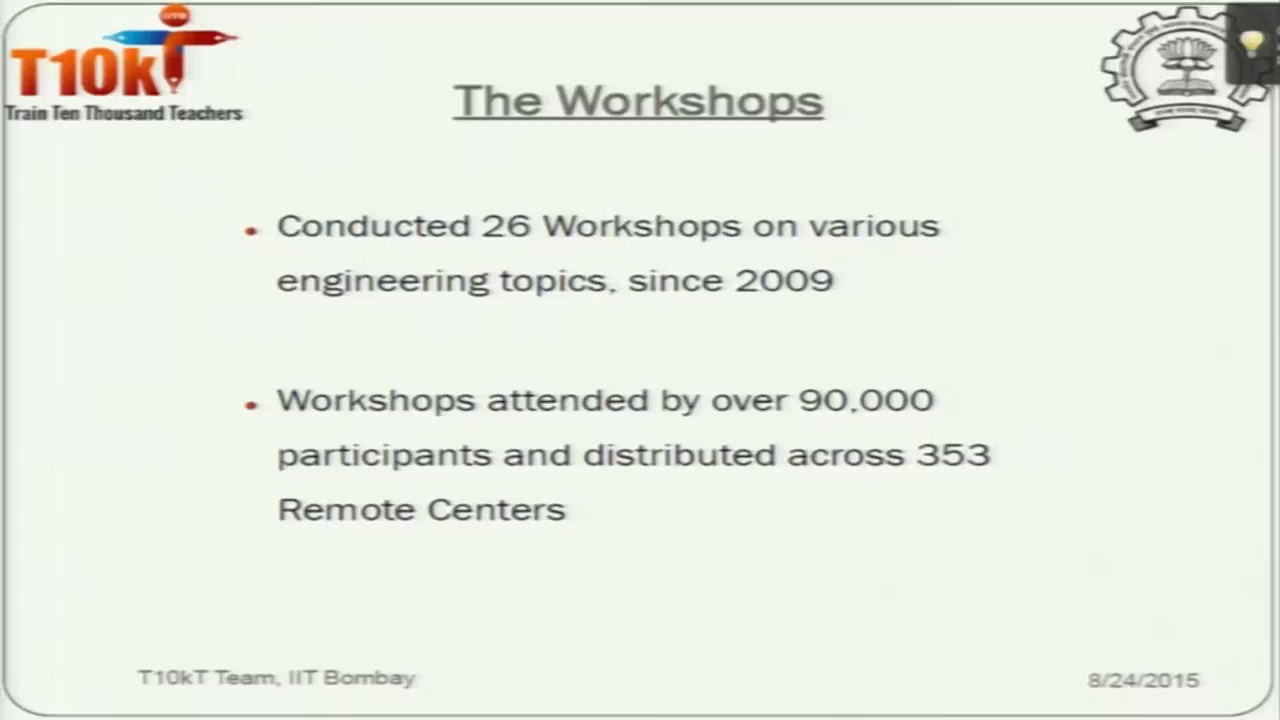 T10kT
Train Ten Thousand Teachers
The Workshops
• Conducted 26 Workshops on various
engineering topics, since 2009
• Workshops attended by over 90,000
participants and distributed across 353
Remote Centers
T10kT Team, IIT Bombay
8/24/2015